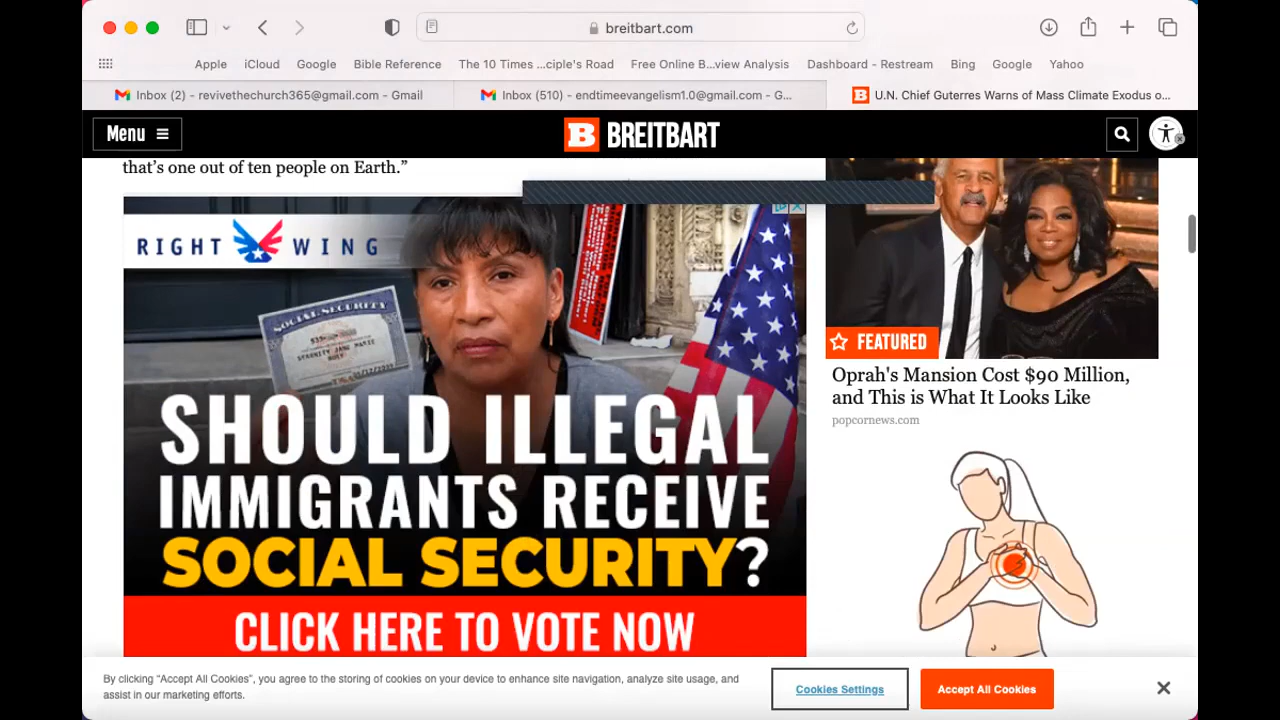 breitbart.com
Apple iCloud Google Bible Reference The 10 Times ...ciple's Road Free Online B...view Analysis Dashboard - Restream Bing Google Yahoo
Inbox (2) - revivethechurch365@gmail.com - Gmail
Inbox (510) - endtimeevangelism1.0@gmail.com - G...
B U.N. Chief Guterres Warns of Mass Climate Exodus o...
Menu
B BREITBART
that's one out of ten people on Earth.”
RIGHT WING
SOCIAL SECURITY
SHOULD ILLEGAL
IMMIGRANTS RECEIVE
SOCIAL SECURITY?
CLICK HERE TO VOTE NOW
FEATURED
Oprah's Mansion Cost $90 Million,
and This is What It Looks Like
popcornews.com
By clicking “Accept All Cookies”, you agree to the storing of cookies on your device to enhance site navigation, analyze site usage, and
assist in our marketing efforts.
Cookies Settings
Accept All Cookies